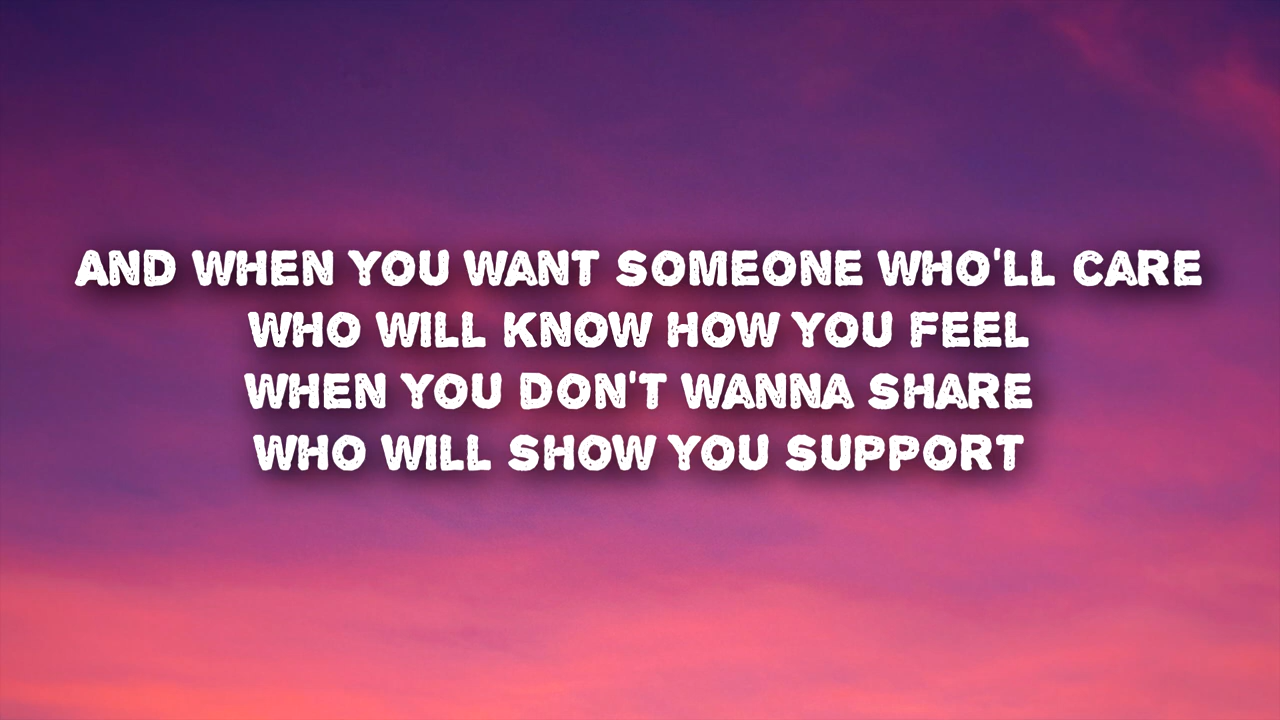 AND WHEN YOU WANT SOMEONE WHO'LL CARE
WHO WILL KNOW HOW YOU FEEL
WHEN YOU DON'T WANNA SHARE
WHO WILL SHOW YOU SUPPORT